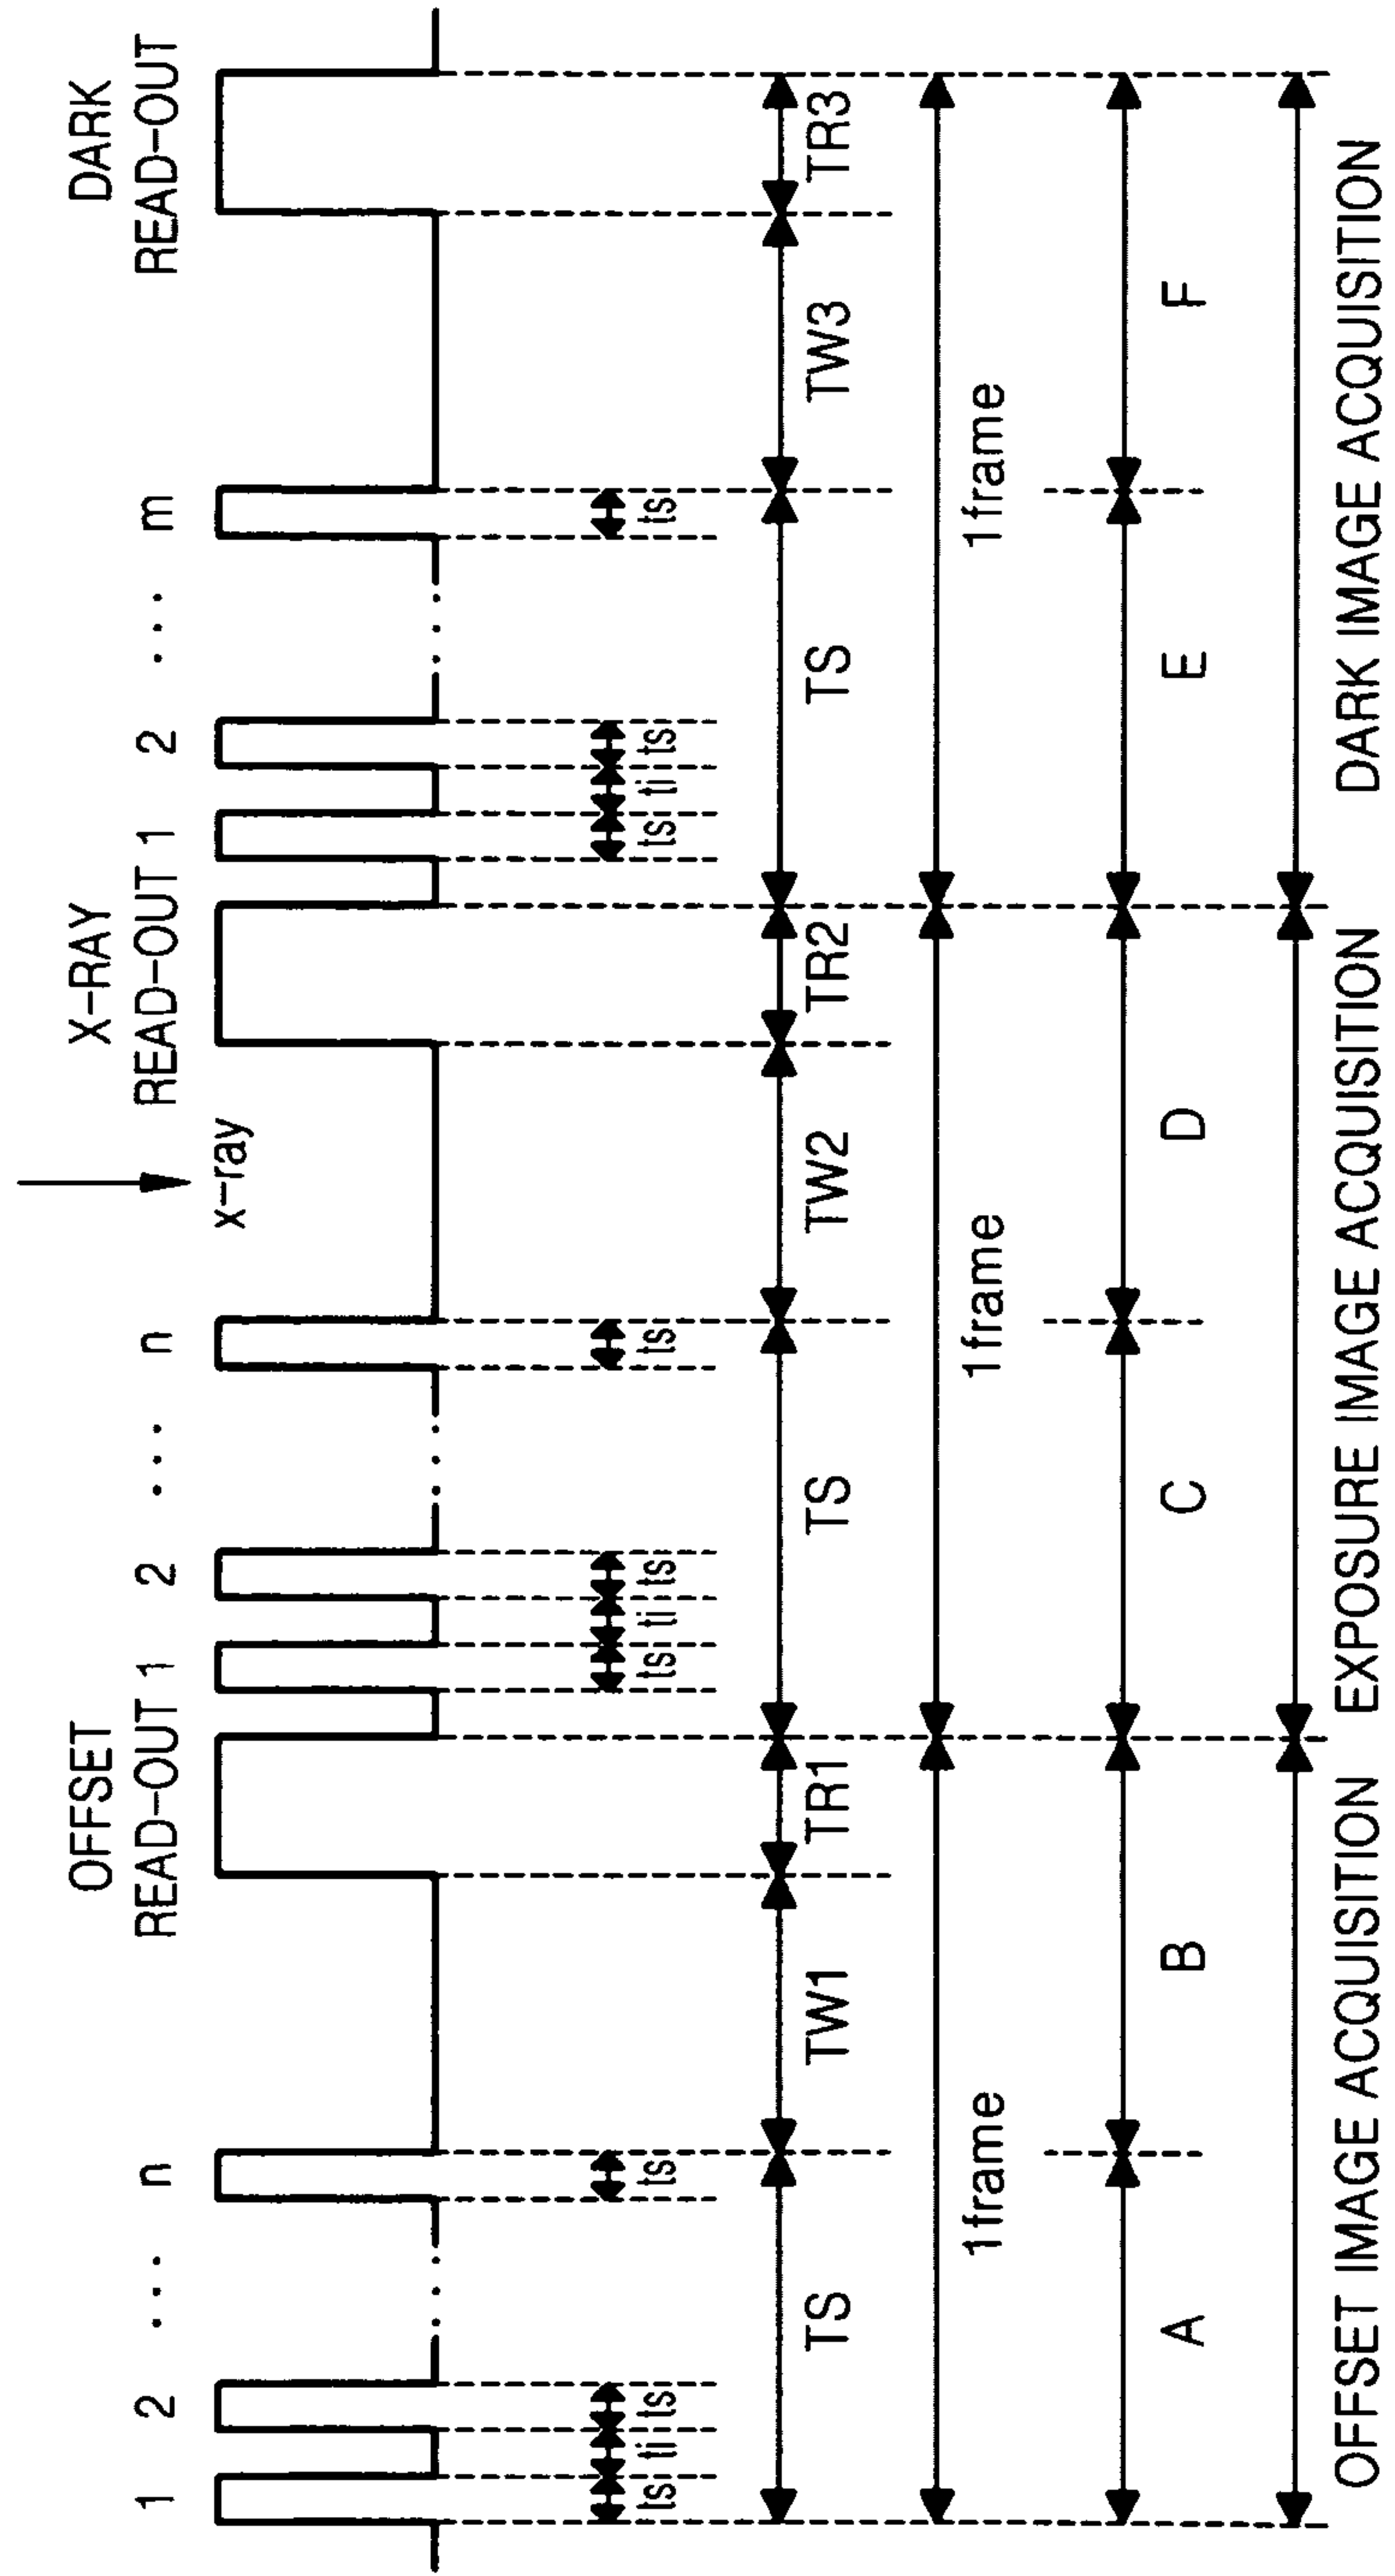 OFFSET
READ-OUT
X-RAY
READ-OUT
DARK
READ-OUT
1 2 ... n 1 2 ... n 1 2 ... m
x-ray
ts ti ts ts ts ti ts ts ts ti ts ts
TS TW1 TR1 TS TW2 TR2 TS TW3 TR3
1frame 1frame 1frame
A B C D E F
OFFSET IMAGE ACQUISITION EXPOSURE IMAGE ACQUISITION DARK IMAGE ACQUISITION